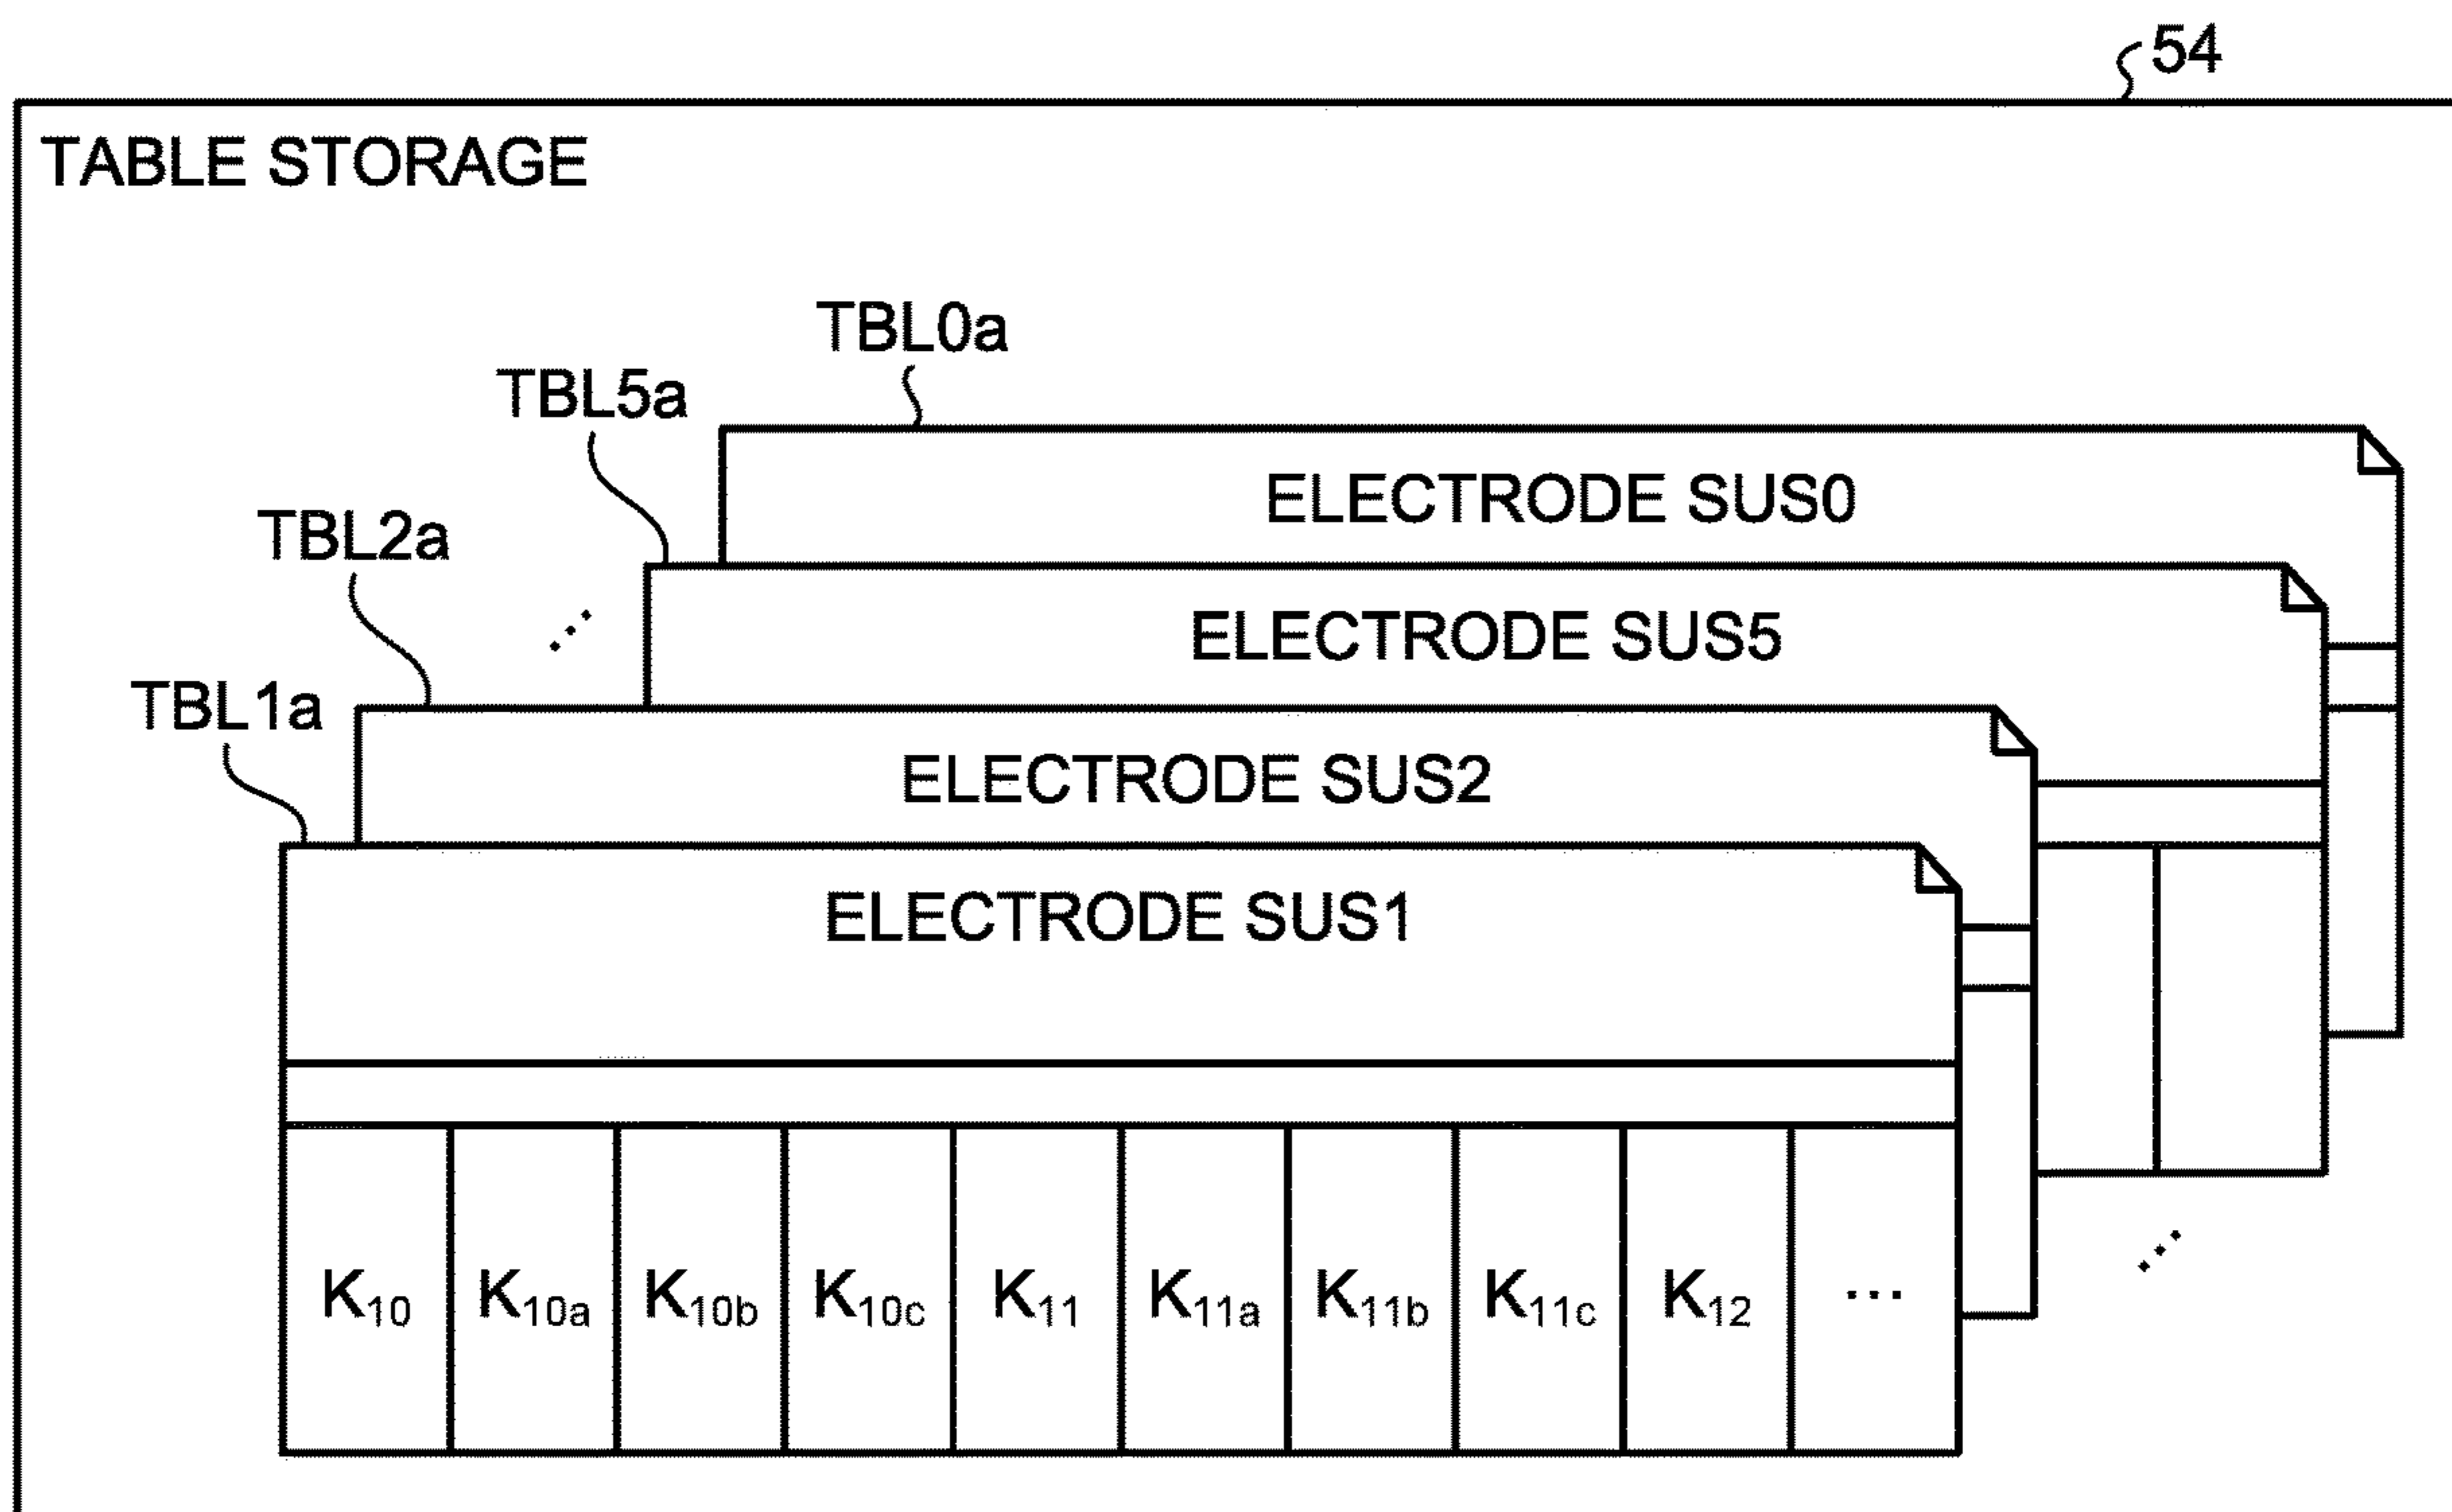 54
TABLE STORAGE
TBL0a
TBL5a
ELECTRODE SUS0
TBL2a
ELECTRODE SUS5
TBL1a
ELECTRODE SUS2
ELECTRODE SUS1
K10 K10a K10b K10c K11 K11a K11b K11c K12 ...